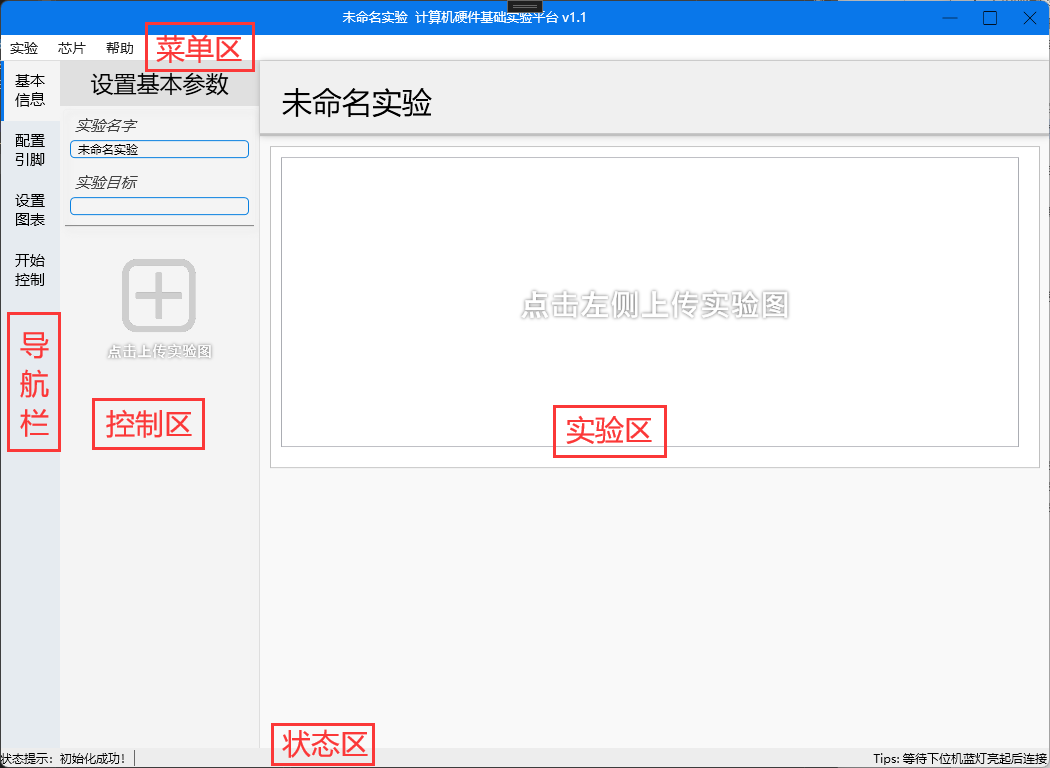 未命名实验 计算机硬件基础实验平台 v1.1
实验 芯片 帮助
菜单区
基本
信息
配置
引脚
设置
图表
开始
控制
导
航
栏
设置基本参数
实验名字
未命名实验
实验目标
点击上传实验图
控制区
未命名实验
点击左侧上传实验图
实验区
状态区
状态提示: 初始化成功!
Tips: 等待下位机蓝灯亮起后连接